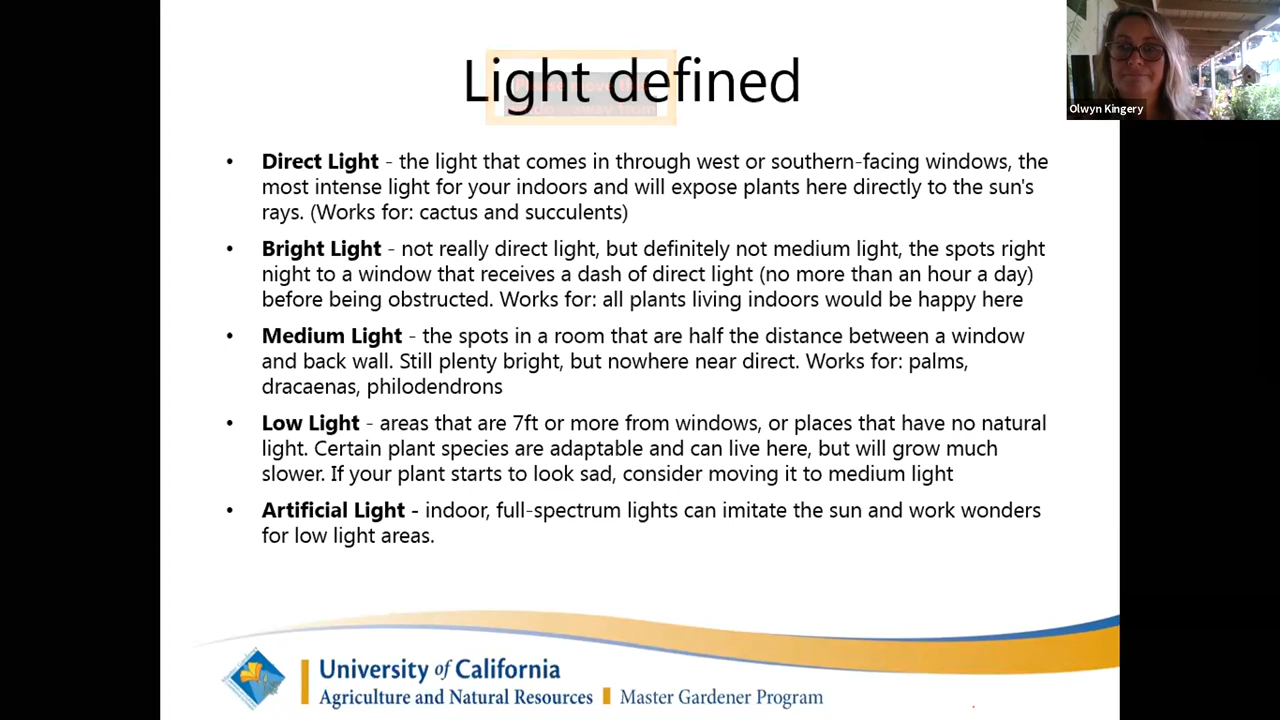 Light defined
Olwyn Kingery
• Direct Light - the light that comes in through west or southern-facing windows, the
most intense light for your indoors and will expose plants here directly to the sun's
rays. (Works for: cactus and succulents)
• Bright Light - not really direct light, but definitely not medium light, the spots right
night to a window that receives a dash of direct light (no more than an hour a day)
before being obstructed. Works for: all plants living indoors would be happy here
• Medium Light - the spots in a room that are half the distance between a window
and back wall. Still plenty bright, but nowhere near direct. Works for: palms,
dracaenas, philodendrons
• Low Light - areas that are 7ft or more from windows, or places that have no natural
light. Certain plant species are adaptable and can live here, but will grow much
slower. If your plant starts to look sad, consider moving it to medium light
• Artificial Light - indoor, full-spectrum lights can imitate the sun and work wonders
for low light areas.
University of California
Agriculture and Natural Resources Master Gardener Program